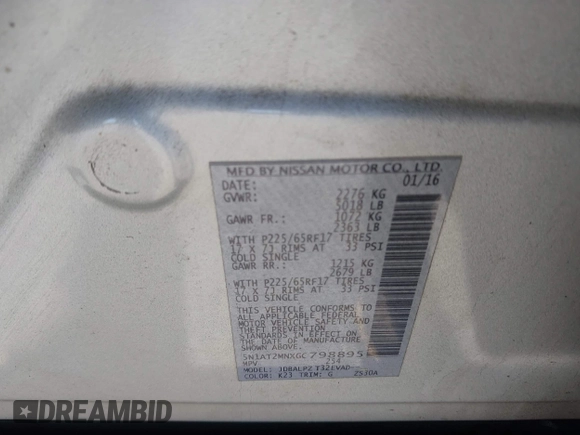 MFD BY NISSAN MOTOR CO., LTD.
DATE: 01/16
GVWR: 2276 KG
5018 LB
GAWR FR.: 1072 KG
2363 LB
WITH P225/65RF17 TIRES
17 X 7J RIMS AT 33 PSI
COLD SINGLE
GAWR RR.: 1215 KG
2679 LB
WITH P225/65RF17 TIRES
17 X 7J RIMS AT 33 PSI
COLD SINGLE
THIS VEHICLE CONFORMS TO
ALL APPLICABLE FEDERAL
MOTOR VEHICLE SAFETY AND
STANDARDS IN EFFECT ON
THE DATE OF MANUFACTURE
SHOWN ABOVE.
5N1AT2MNXGC798895
MPV
MODEL:
COLOR: K23 TRIM: G
DREAMBID
DREAMBID